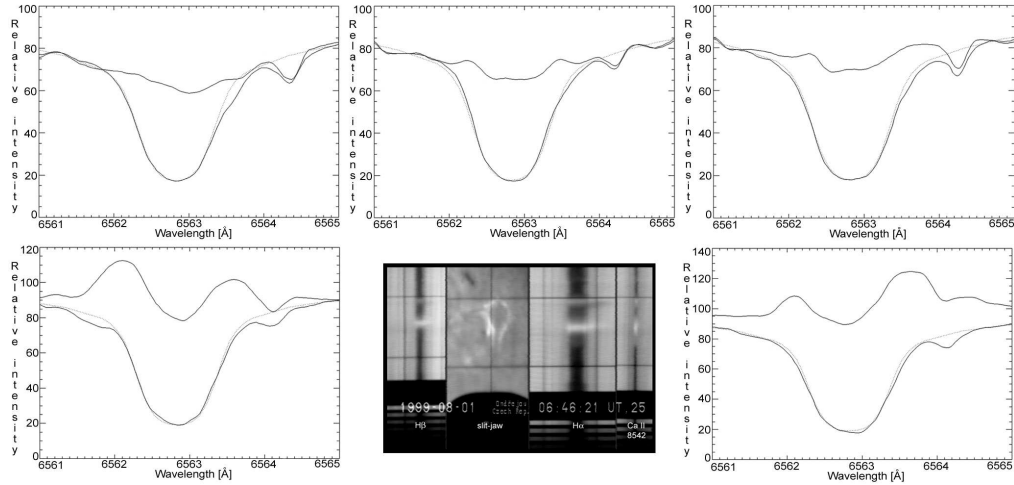 Relative intensity
100
80
60
40
20
0
6561 6562 6563 6564 6565
Wavelength [Å]
Relative intensity
100
80
60
40
20
0
6561 6562 6563 6564 6565
Wavelength [Å]
Relative intensity
100
80
60
40
20
0
6561 6562 6563 6564 6565
Wavelength [Å]
Relative intensity
120
100
80
60
40
20
0
6561 6562 6563 6564 6565
Wavelength [Å]
1999-08-01
Ondrejov
Czech Rep.
06:46:21 UT.25
Hβ
slit-jaw
Hα
Ca II
8542
Relative intensity
140
120
100
80
60
40
20
0
6561 6562 6563 6564 6565
Wavelength [Å]